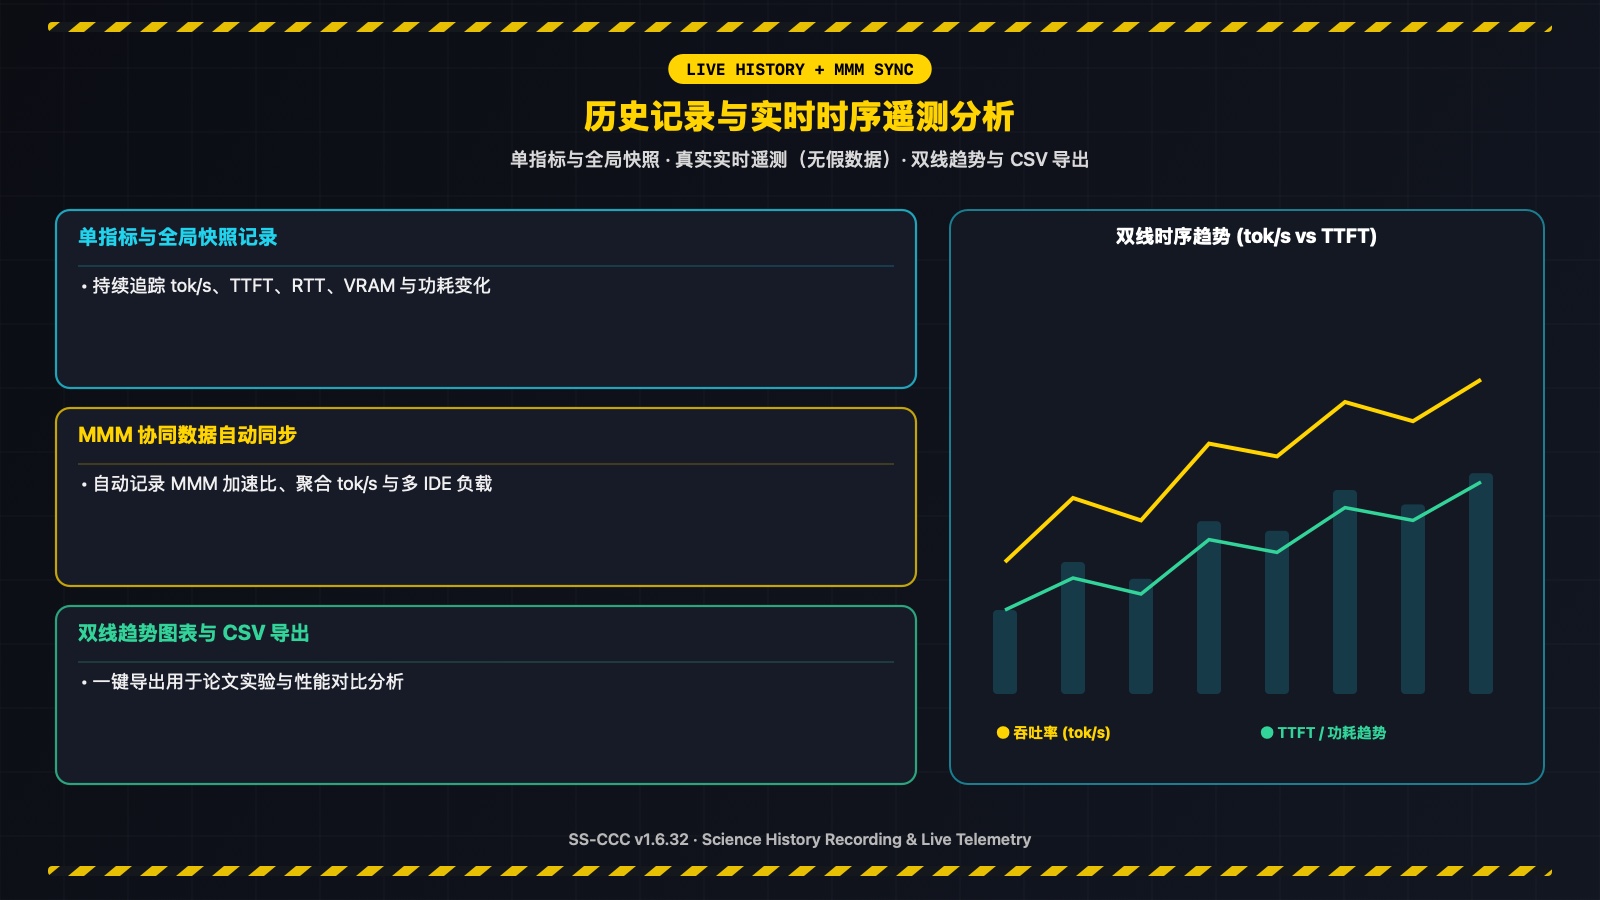 LIVE HISTORY + MMM SYNC
历史记录与实时时序遥测分析
单指标与全局快照 · 真实实时遥测（无假数据）· 双线趋势与 CSV 导出
单指标与全局快照记录
• 持续追踪 tok/s、TTFT、RTT、VRAM 与功耗变化
MMM 协同数据自动同步
• 自动记录 MMM 加速比、聚合 tok/s 与多 IDE 负载
双线趋势图表与 CSV 导出
• 一键导出用于论文实验与性能对比分析
双线时序趋势 (tok/s vs TTFT)
吞吐率 (tok/s)
TTFT / 功耗趋势
SS-CCC v1.6.32 · Science History Recording & Live Telemetry